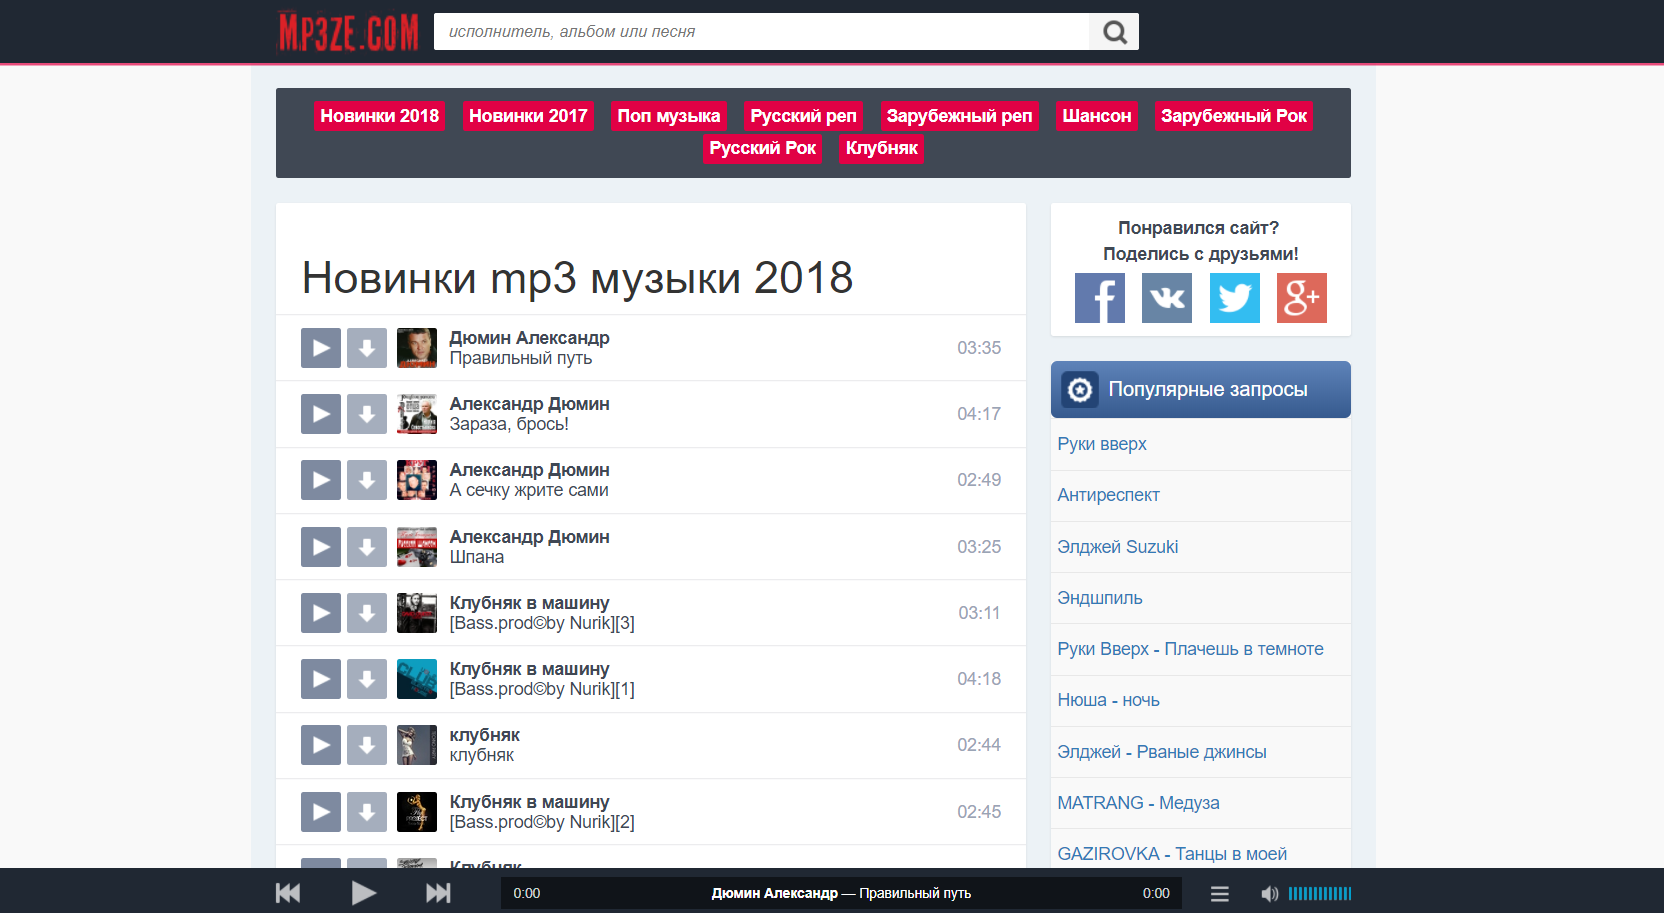 MP3ZE.COM
исполнитель, альбом или песня
Новинки 2018 Новинки 2017 Поп музыка Русский реп Зарубежный реп Шансон Зарубежный Рок
Русский Рок Клубняк
Новинки mp3 музыки 2018
Дюмин Александр
Правильный путь
03:35
Александр Дюмин
Зараза, брось!
04:17
Александр Дюмин
А сечку жрите сами
02:49
Александр Дюмин
Шпана
03:25
Клубняк в машину
[Bass.prod©by Nurik][3]
03:11
Клубняк в машину
[Bass.prod©by Nurik][1]
04:18
клубняк
клубняк
02:44
Клубняк в машину
[Bass.prod©by Nurik][2]
02:45
Клубняк
Понравился сайт?
Поделись с друзьями!
Популярные запросы
Руки вверх
Антиреспект
Элджей Suzuki
Эндшпиль
Руки Вверх - Плачешь в темноте
Нюша - ночь
Элджей - Рваные джинсы
MATRANG - Медуза
GAZIROVKA - Танцы в моей
0:00 Дюмин Александр — Правильный путь 0:00